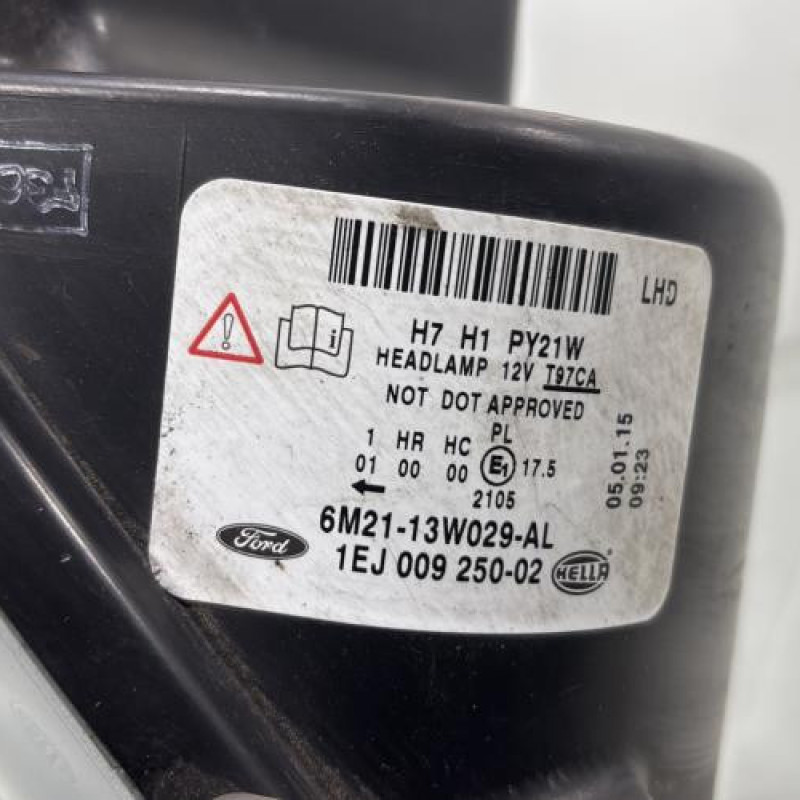 LHD
H7 H1 PY21W
HEADLAMP 12V T97CA
NOT DOT APPROVED
1 HR HC PL
01 00 00 E1 17.5
2105
05.01.15
09:23
6M21-13W029-AL
Ford
1EJ 009 250-02 HELLA